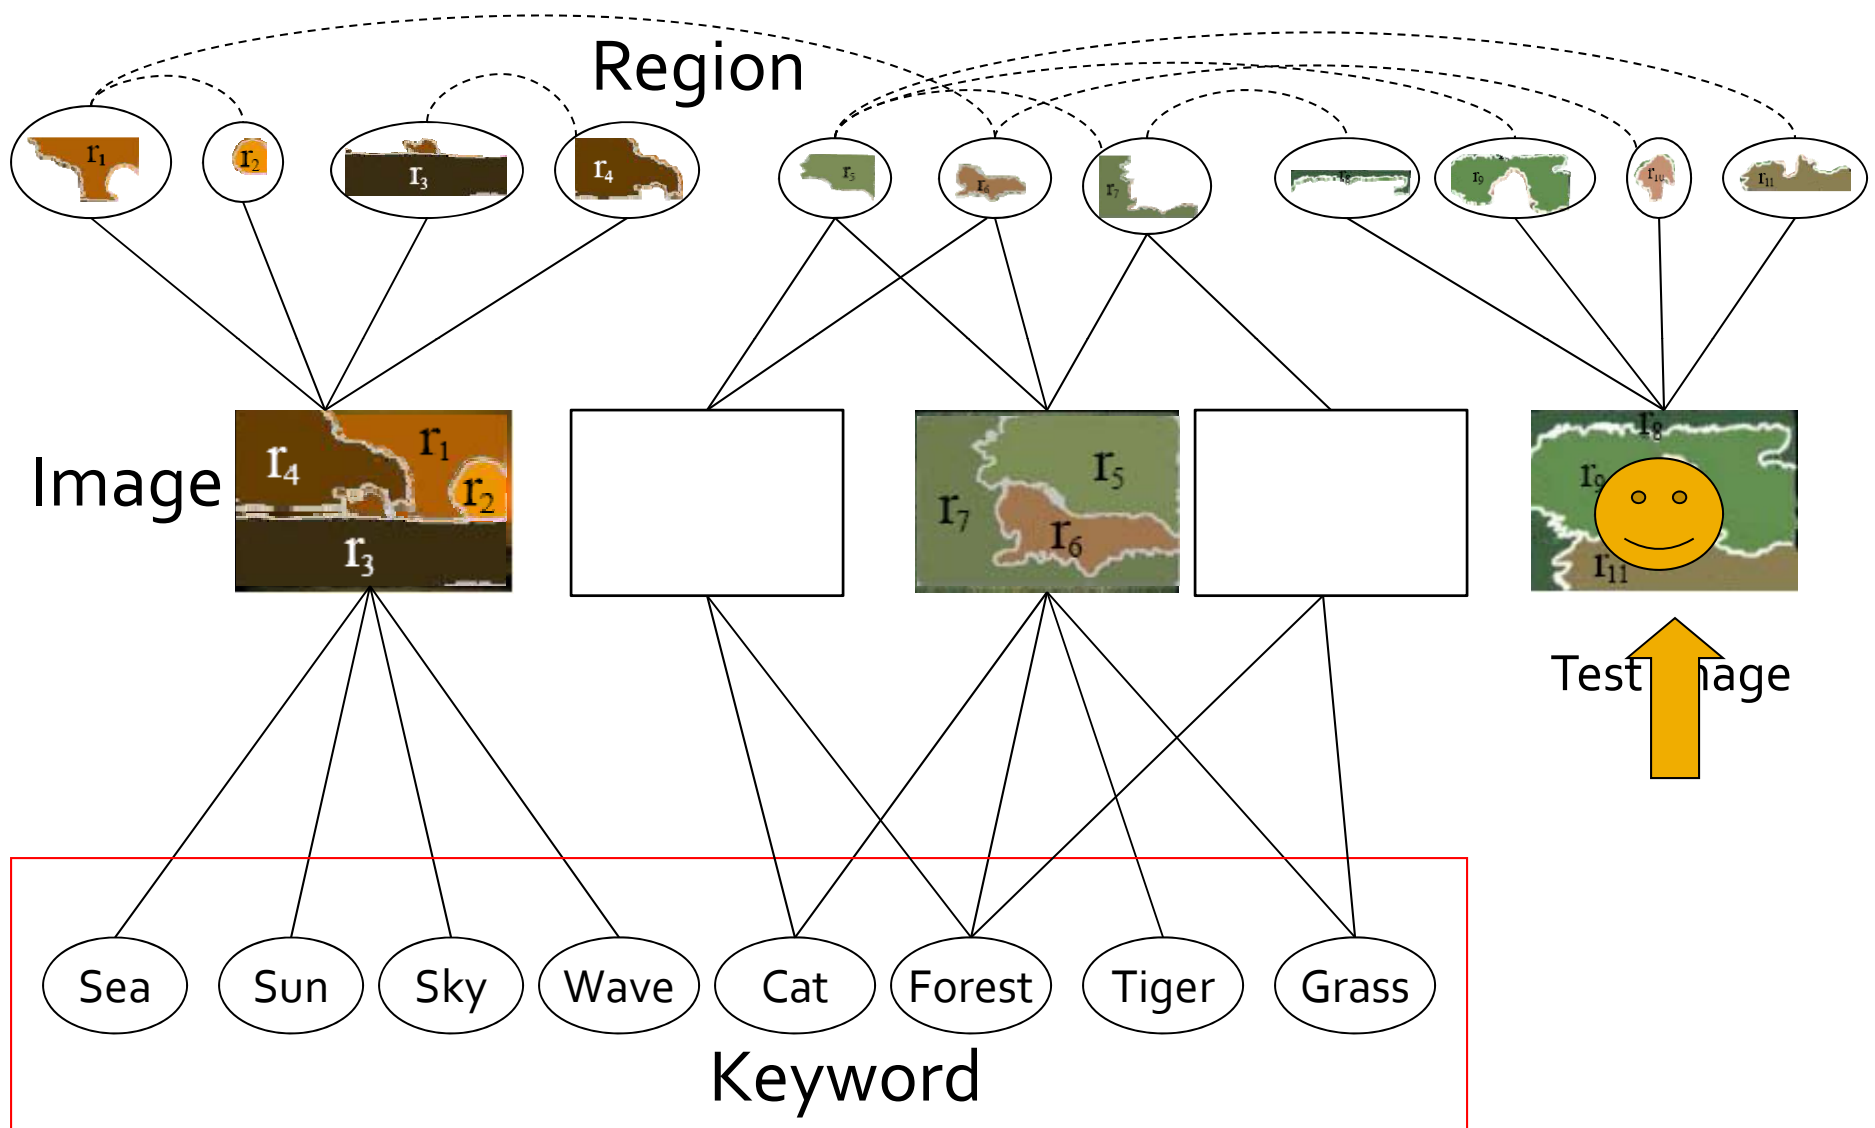 Region
r₁
r₂
r₃
r₄
r₅
r₆
r₇
r₈
r₉
r₁₀
r₁₁
Image
r₄
r₁
r₂
r₃
r₇
r₅
r₆
r₈
r₉
r₁₁
Test
Sea
Sun
Sky
Wave
Cat
Forest
Tiger
Grass
Keyword